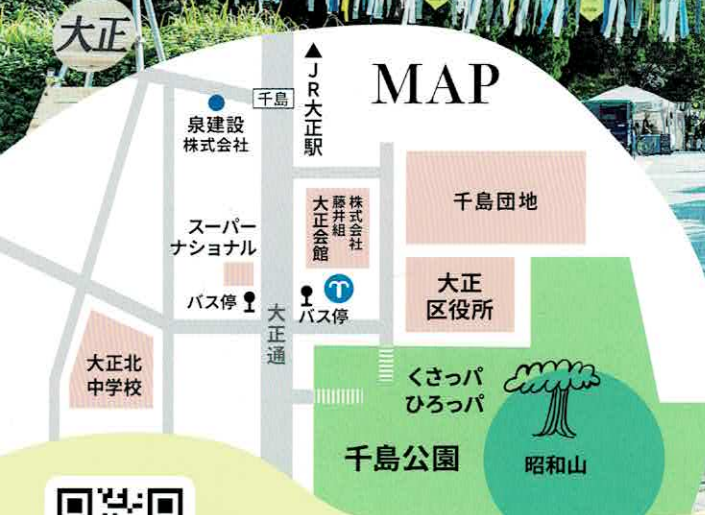 大正
MAP
▲JR大正駅
千島
泉建設
株式会社
千島団地
株式会社
藤井組
大正会館
スーパー
ナショナル
バス停
バス停
大正
区役所
大正通
大正北
中学校
くさっパ
ひろっパ
千島公園
昭和山